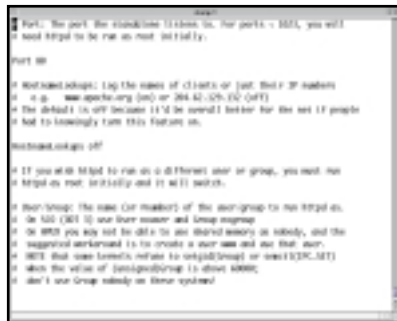 # Port: The port the standalone listens to. For ports < 1023, you will
# need httpd to be run as root initially.
Port 80
# HostnameLookups: Log the names of clients or just their IP numbers
# e.g. www.apache.org (on) or 204.62.129.132 (off)
# The default is off because it'd be overall better for the net if people
# had to knowingly turn this feature on.
HostnameLookups off
# If you wish httpd to run as a different user or group, you must run
# httpd as root initially and it will switch.
# User/Group: The name (or #number) of the user/group to run httpd as.
# On SCO (ODT 3) use User nouser and Group nogroup
# On HPUX you may not be able to use shared memory as nobody, and the
# suggested workaround is to create a user www and use that user.
# NOTE that some kernels refuse to setgid(Group) or semctl(IPC_SET)
# when the value of (unsigned)Group is above 60000;
# don't use Group nobody on these systems!